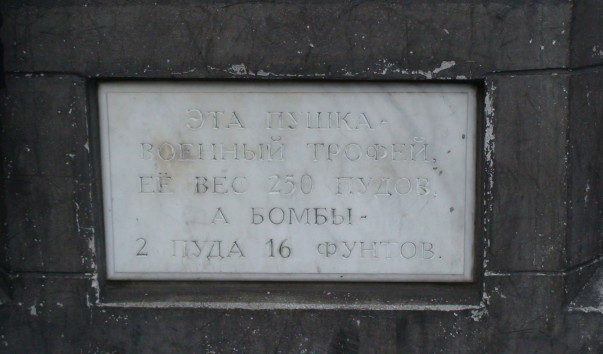 ЭТА ПУШКА -
ВОЕННЫЙ ТРОФЕЙ,
ЕЁ ВЕС 250 ПУДОВ,
А БОМБЫ -
2 ПУДА 16 ФУНТОВ.